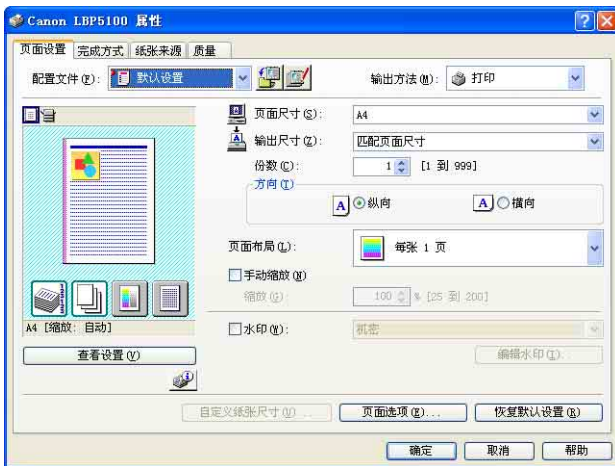 Canon LBP5100 属性
页面设置 完成方式 纸张来源 质量
配置文件(F): 默认设置 输出方法(M): 打印
页面尺寸(S): A4
输出尺寸(Z): 匹配页面尺寸
份数(C): 1 [1 到 999]
方向(T)
A 纵向 A 横向
页面布局(L): 每张 1 页
手动缩放(N)
缩放(G): 100 % [25 到 200]
A4 [缩放: 自动]
水印(W): 机密
查看设置(V) 编辑水印(I)...
自定义纸张尺寸(U)... 页面选项(E)... 恢复默认设置(R)
确定 取消 帮助